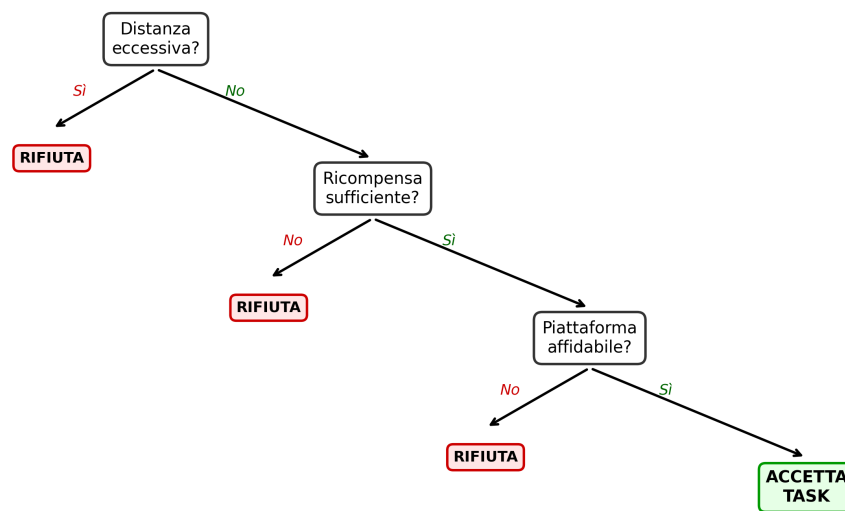 Distanza
eccessiva?
Sì
No
RIFIUTA
Ricompensa
sufficiente?
No
Sì
RIFIUTA
Piattaforma
affidabile?
No
Sì
RIFIUTA
ACCETTA
TASK